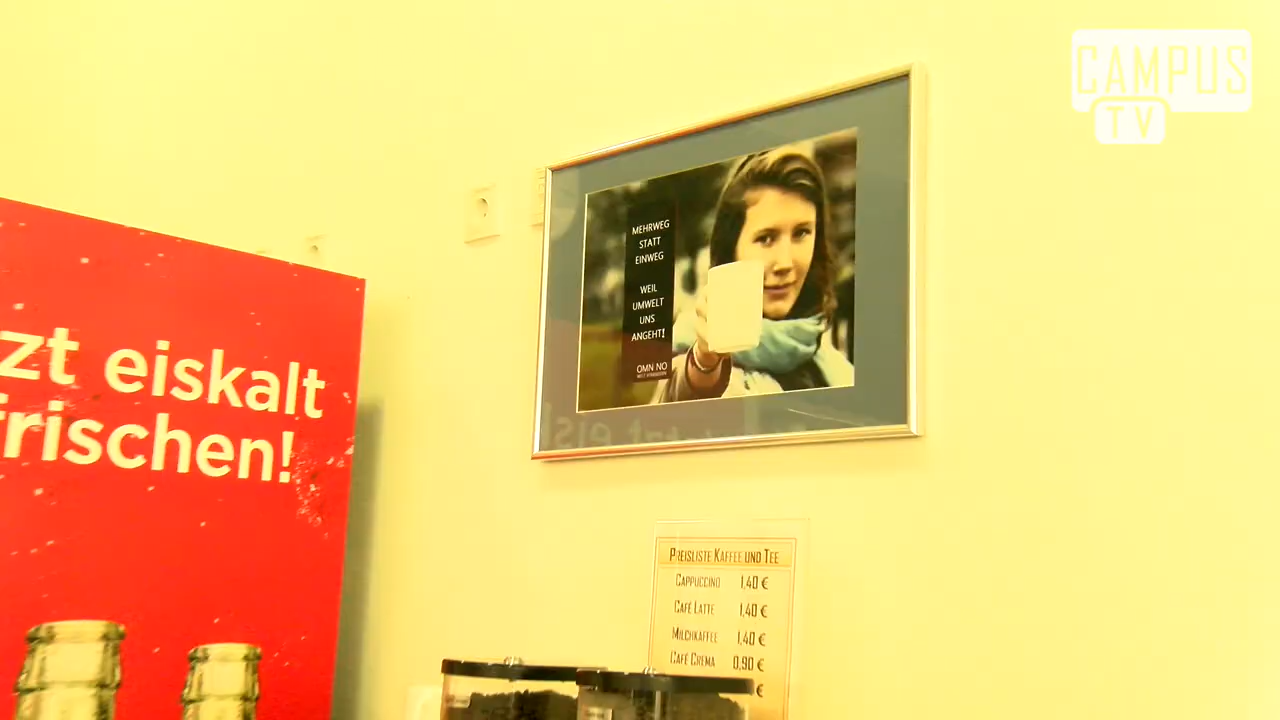 CAMPUS
TV
zt eiskalt
frischen!
MEHRWEG
STATT
EINWEG
WEIL
UMWELT
UNS
ANGEHT!
OMN NO
PREISLISTE KAFFEE UND TEE
CAPPUCCINO 1,40 €
CAFÉ LATTE 1,40 €
MILCHKAFFEE 1,40 €
CAFÉ CREMA 0,90 €
€